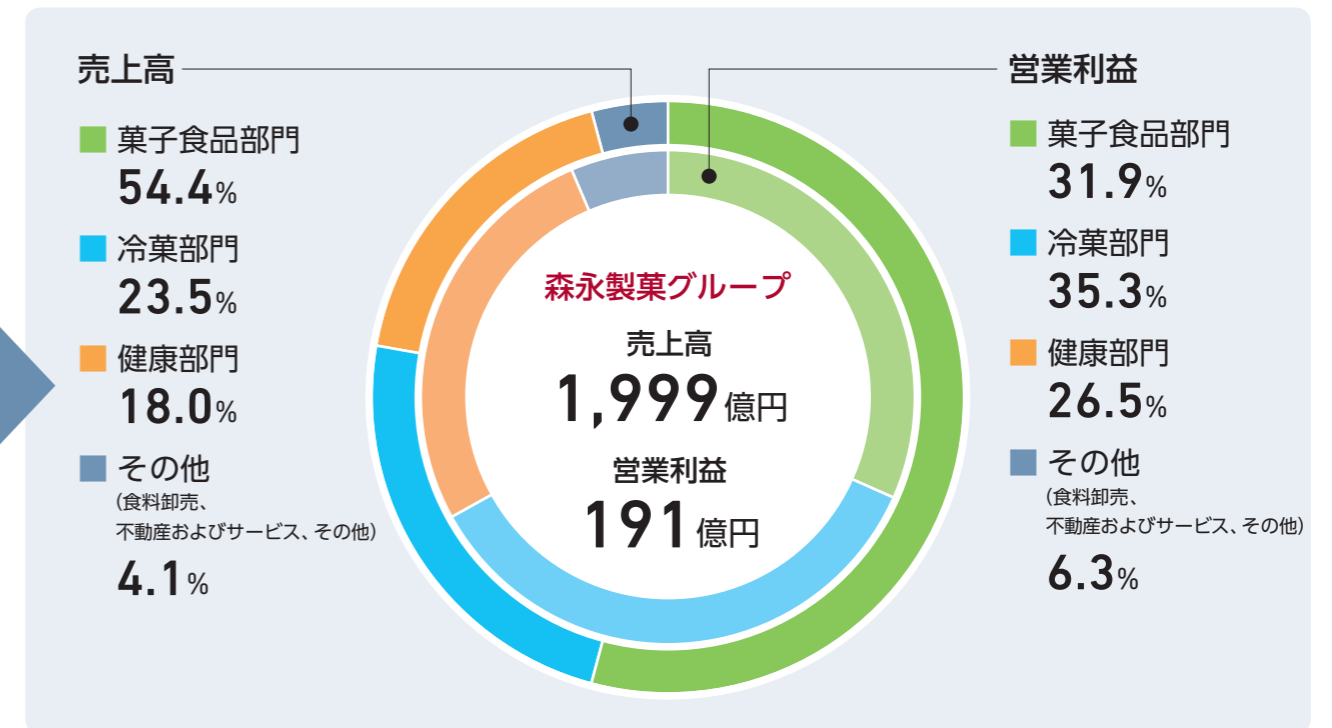 売上高
菓子食品部門
54.4%
冷菓部門
23.5%
健康部門
18.0%
その他
(食料卸売、
不動産およびサービス、その他)
4.1%
森永製菓グループ
売上高
1,999億円
営業利益
191億円
営業利益
菓子食品部門
31.9%
冷菓部門
35.3%
健康部門
26.5%
その他
(食料卸売、
不動産およびサービス、その他)
6.3%